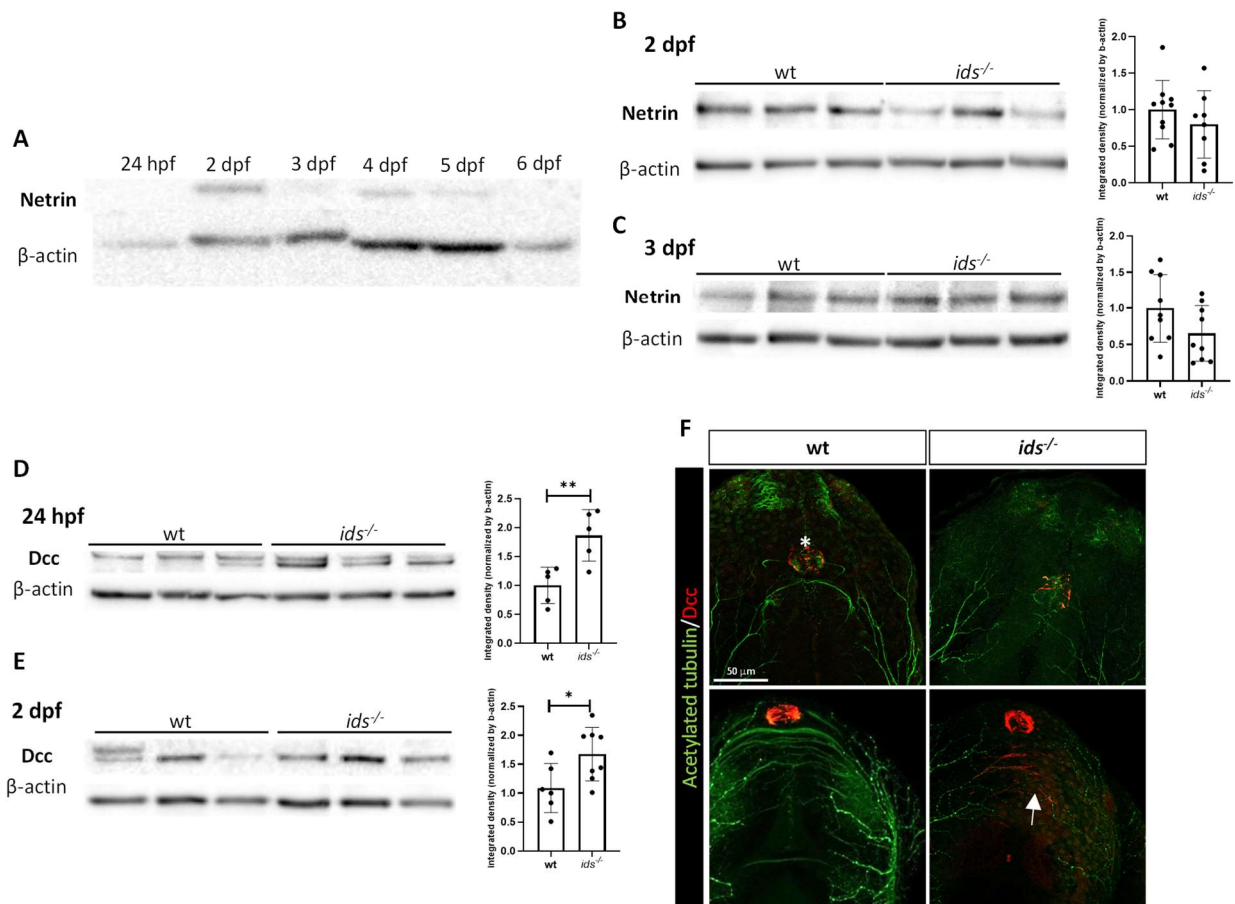 A
24 hpf 2 dpf 3 dpf 4 dpf 5 dpf 6 dpf
Netrin
β-actin
B
2 dpf
wt ids-/-
Netrin
β-actin
Integrated density (normalized by b-actin)
2.0
1.5
1.0
0.5
0.0
wt ids-/-
C
3 dpf
wt ids-/-
Netrin
β-actin
Integrated density (normalized by b-actin)
2.0
1.5
1.0
0.5
0.0
wt ids-/-
D
24 hpf
wt ids-/-
Dcc
β-actin
Integrated density (normalized by b-actin)
**
2.5
2.0
1.5
1.0
0.5
0.0
wt ids-/-
E
2 dpf
wt ids-/-
Dcc
β-actin
Integrated density (normalized by b-actin)
*
2.5
2.0
1.5
1.0
0.5
0.0
wt ids-/-
F
wt ids-/-
Acetylated tubulin/Dcc
*
50 µm